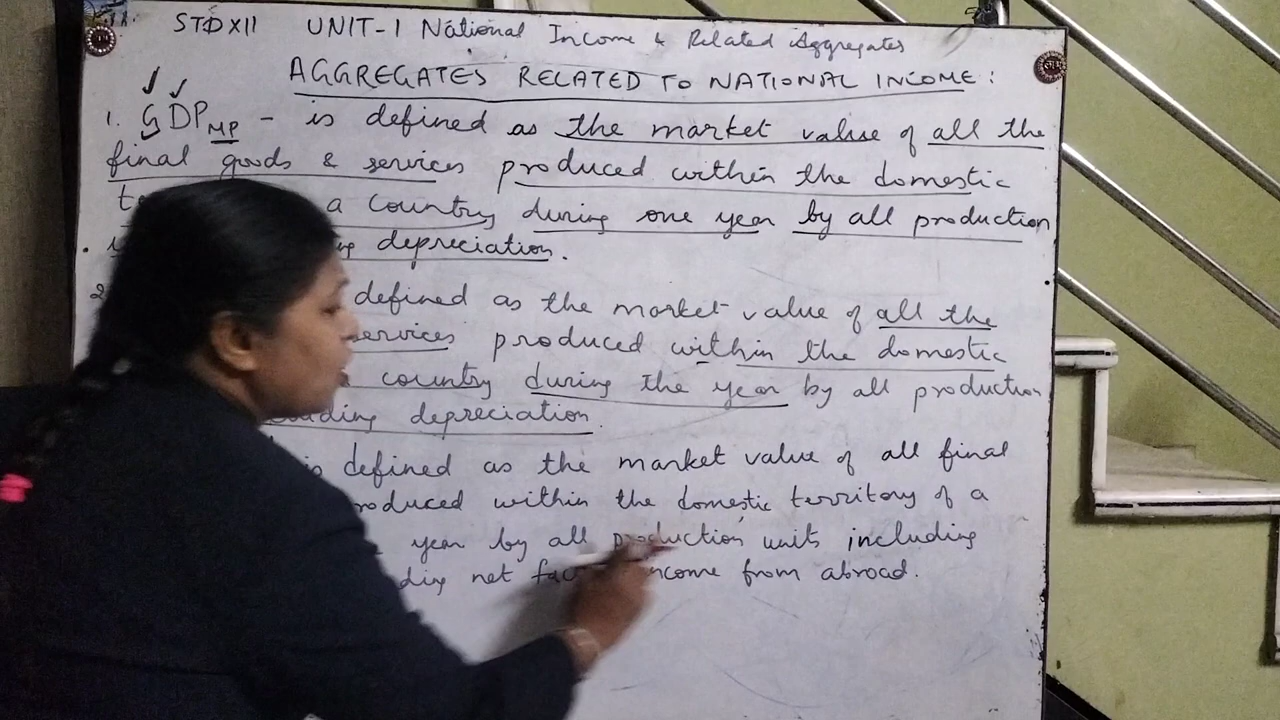 STD XII UNIT-1 National Income & Related Aggregates
AGGREGATES RELATED TO NATIONAL INCOME:
1. GDP MP - is defined as the market value of all the
final goods & services produced within the domestic
a country during one year by all production
depreciation.
2
defined as the market value of all the
services produced within the domestic
country during the year by all production
depreciation.
is defined as the market value of all final
produced within the domestic territory of a
year by all production units including
net income from abroad.